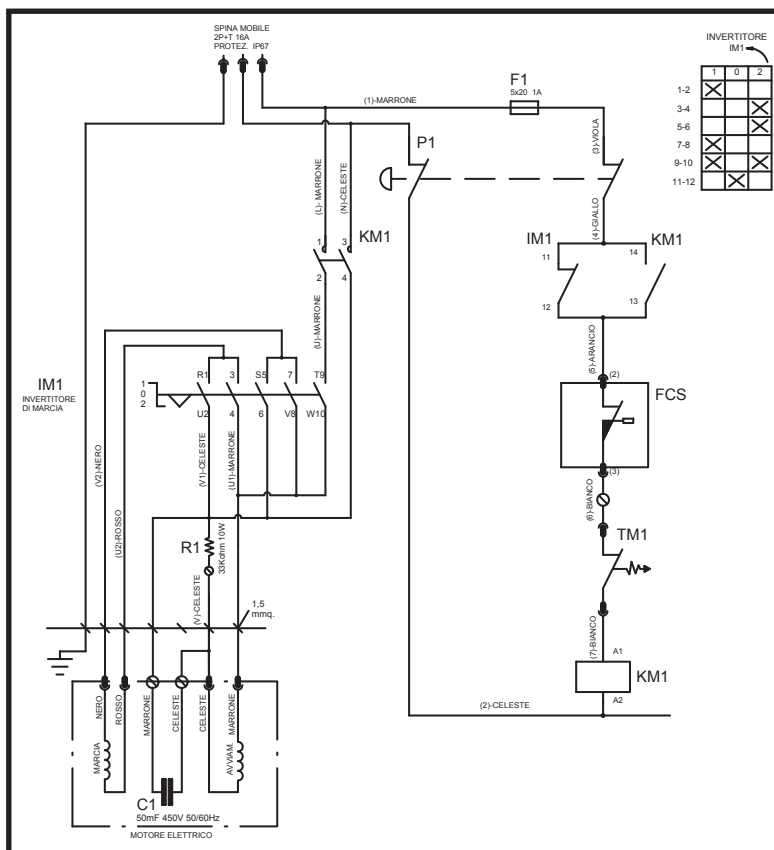 SPINA MOBILE
2P+T 16A
PROTEZ. IP67
INVERTITORE
IM1
1 0 2
1-2
3-4
5-6
7-8
9-10
11-12
F1
5x20 1A
(1)-MARRONE
P1
(3)-VIOLA
(L)- MARRONE
(N)-CELESTE
(4)-GIALLO
KM1
1 3
2 4
IM1
KM1
11 14
12 13
(U)-MARRONE
(5)-ARANCIO
IM1
INVERTITORE
DI MARCIA
1
0
2
R1 3 S5 7 T9
U2 4 6 V8 W10
(2)
FCS
(3)
(V2)-NERO
(U2)-ROSSO
(V1)-CELESTE
(U1)-MARRONE
(6)-BIANCO
R1
33Kohm 10W
TM1
(V)-CELESTE
1,5
mmq.
(7)-BIANCO
A1
KM1
A2
(2)-CELESTE
NERO
ROSSO
MARRONE
CELESTE
CELESTE
MARRONE
MARCIA
AVVIAM.
C1
50mF 450V 50/60Hz
MOTORE ELETTRICO